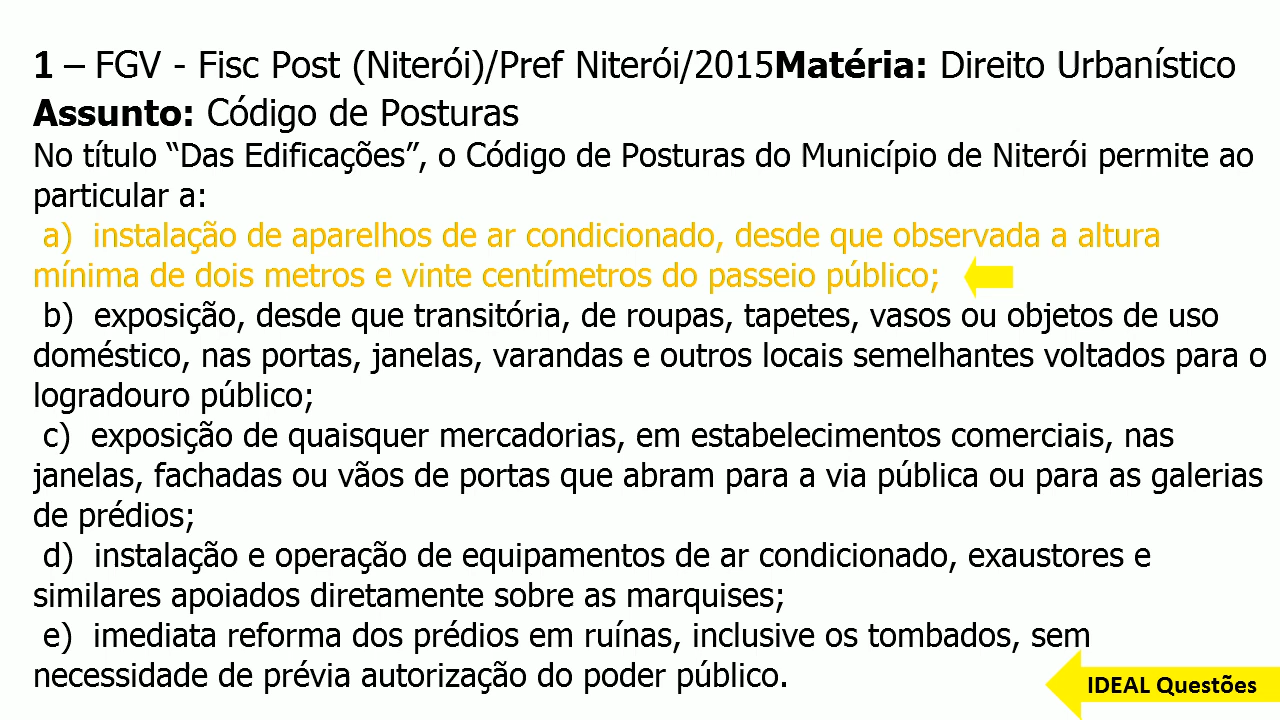 1 – FGV - Fisc Post (Niterói)/Pref Niterói/2015Matéria: Direito Urbanístico
Assunto: Código de Posturas
No título “Das Edificações”, o Código de Posturas do Município de Niterói permite ao
particular a:
a) instalação de aparelhos de ar condicionado, desde que observada a altura
mínima de dois metros e vinte centímetros do passeio público;
b) exposição, desde que transitória, de roupas, tapetes, vasos ou objetos de uso
doméstico, nas portas, janelas, varandas e outros locais semelhantes voltados para o
logradouro público;
c) exposição de quaisquer mercadorias, em estabelecimentos comerciais, nas
janelas, fachadas ou vãos de portas que abram para a via pública ou para as galerias
de prédios;
d) instalação e operação de equipamentos de ar condicionado, exaustores e
similares apoiados diretamente sobre as marquises;
e) imediata reforma dos prédios em ruínas, inclusive os tombados, sem
necessidade de prévia autorização do poder público.
IDEAL Questões